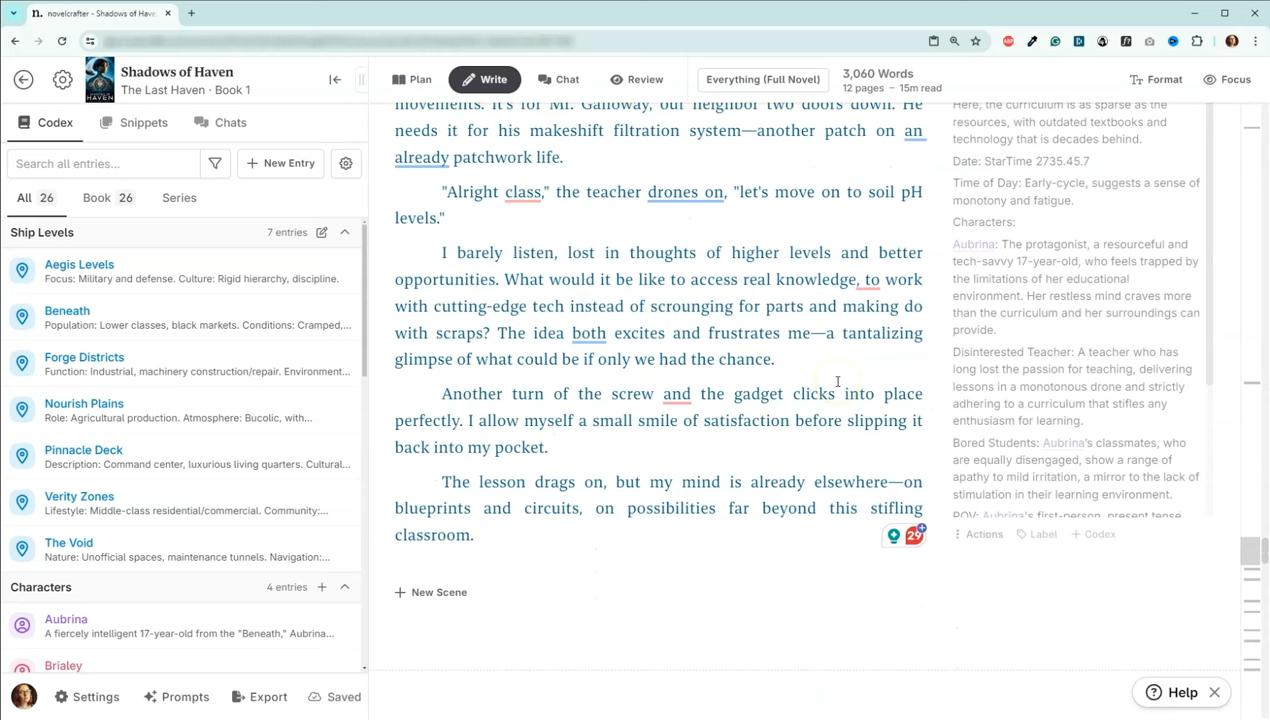 novelcrafter - Shadows of Have
Shadows of Haven
The Last Haven · Book 1
Plan
Write
Chat
Review
Everything (Full Novel)
3,060 Words
12 pages · 15m read
Format
Focus
Codex
Snippets
Chats
Search all entries...
New Entry
All 26
Book 26
Series
Ship Levels
7 entries
Aegis Levels
Focus: Military and defense. Culture: Rigid hierarchy, discipline.
Beneath
Population: Lower classes, black markets. Conditions: Cramped,...
Forge Districts
Function: Industrial, machinery construction/repair. Environment...
Nourish Plains
Role: Agricultural production. Atmosphere: Bucolic, with...
Pinnacle Deck
Description: Command center, luxurious living quarters. Cultural...
Verity Zones
Lifestyle: Middle-class residential/commercial. Community:...
The Void
Nature: Unofficial spaces, maintenance tunnels. Navigation:...
Characters
4 entries
Aubrina
A fiercely intelligent 17-year-old from the "Beneath," Aubrina...
Brialey
Settings
Prompts
Export
Saved
movements. It's for Mr. Galloway, our neighbor two doors down. He
needs it for his makeshift filtration system—another patch on an
already patchwork life.
"Alright class," the teacher drones on, "let's move on to soil pH
levels."
I barely listen, lost in thoughts of higher levels and better
opportunities. What would it be like to access real knowledge, to work
with cutting-edge tech instead of scrounging for parts and making do
with scraps? The idea both excites and frustrates me—a tantalizing
glimpse of what could be if only we had the chance.
Another turn of the screw and the gadget clicks into place
perfectly. I allow myself a small smile of satisfaction before slipping it
back into my pocket.
The lesson drags on, but my mind is already elsewhere—on
blueprints and circuits, on possibilities far beyond this stifling
classroom.
29
New Scene
Here, the curriculum is as sparse as the
resources, with outdated textbooks and
technology that is decades behind.
Date: StarTime 2735.45.7
Time of Day: Early-cycle, suggests a sense of
monotony and fatigue.
Characters:
Aubrina: The protagonist, a resourceful and
tech-savvy 17-year-old, who feels trapped by
the limitations of her educational
environment. Her restless mind craves more
than the curriculum and her surroundings can
provide.
Disinterested Teacher: A teacher who has
long lost the passion for teaching, delivering
lessons in a monotonous drone and strictly
adhering to a curriculum that stifles any
enthusiasm for learning.
Bored Students: Aubrina's classmates, who
are equally disengaged, show a range of
apathy to mild irritation, a mirror to the lack of
stimulation in their learning environment.
POV: Aubrina's first-person, present tense
Actions
Label
Codex
Help